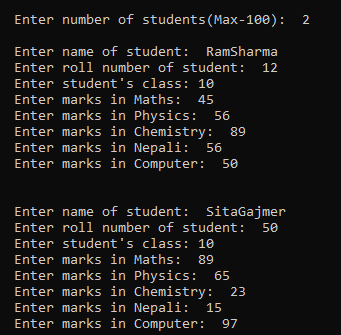 Enter number of students(Max-100):  2
Enter name of student:  RamSharma
Enter roll number of student:  12
Enter student's class: 10
Enter marks in Maths:  45
Enter marks in Physics:  56
Enter marks in Chemistry:  89
Enter marks in Nepali:  56
Enter marks in Computer:  50
Enter name of student:  SitaGajmer
Enter roll number of student:  50
Enter student's class: 10
Enter marks in Maths:  89
Enter marks in Physics:  65
Enter marks in Chemistry:  23
Enter marks in Nepali:  15
Enter marks in Computer:  97